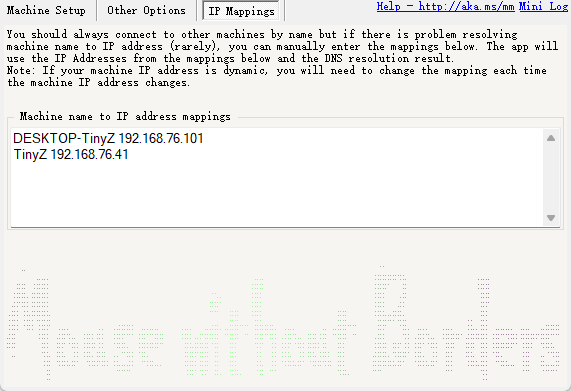 Machine Setup Other Options IP Mappings Help - http://aka.ms/mm Mini Log
You should always connect to other machines by name but if there is problem resolving
machine name to IP address (rarely), you can manually enter the mappings below. The app will
use the IP Addresses from the mappings below and the DNS resolution result.
Note: If your machine IP address is dynamic, you will need to change the mapping each time
the machine IP address changes.
Machine name to IP address mappings
DESKTOP-TinyZ 192.168.76.101
TinyZ 192.168.76.41
Mouse without Borders